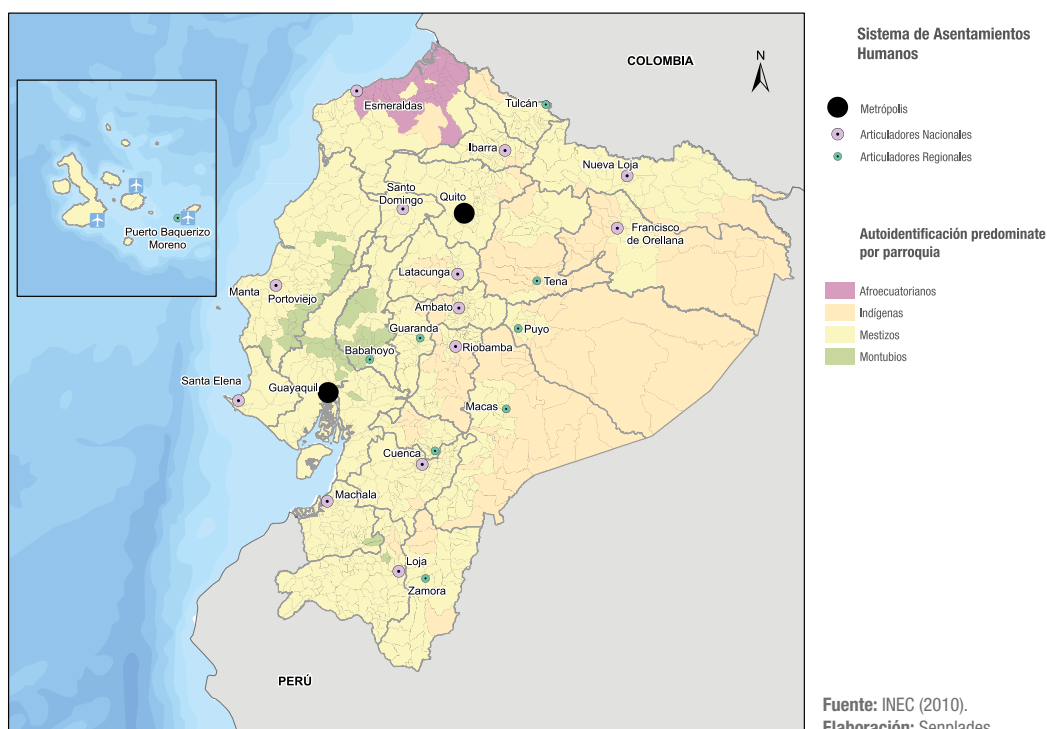 COLOMBIA
N
Esmeraldas
Tulcán
Ibarra
Nueva Loja
Santo
Domingo
Quito
Francisco
de Orellana
Puerto Baquerizo
Moreno
Latacunga
Tena
Manta
Portoviejo
Ambato
Guaranda
Puyo
Babahoyo
Riobamba
Santa Elena
Guayaquil
Macas
Cuenca
Machala
Loja
Zamora
PERÚ
Sistema de Asentamientos
Humanos
Metrópolis
Articuladores Nacionales
Articuladores Regionales
Autoidentificación predominate
por parroquia
Afroecuatorianos
Indígenas
Mestizos
Montubios
Fuente: INEC (2010).
Elaboración: Senplades